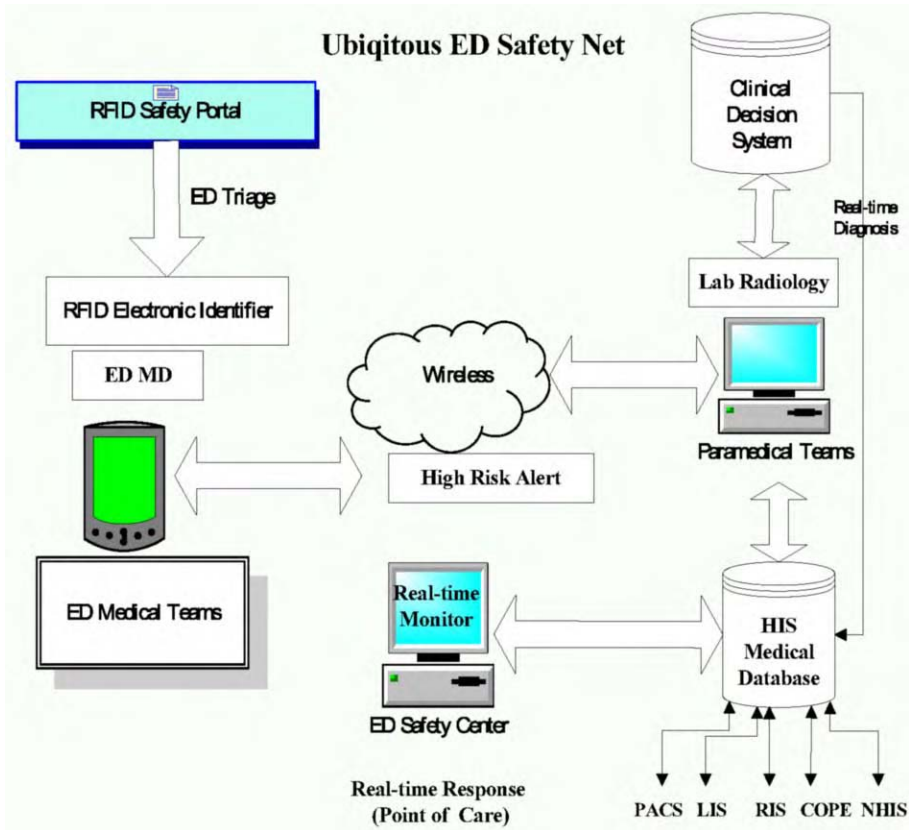 Ubiqitous ED Safety Net
RFID Safety Portal
ED Triage
RFID Electronic Identifier
ED MD
ED Medical Teams
Wireless
High Risk Alert
Clinical
Decision
System
Real-time
Diagnosis
Lab Radiology
Paramedical Teams
Real-time
Monitor
ED Safety Center
HIS
Medical
Database
Real-time Response
(Point of Care)
PACS LIS RIS COPE NHIS